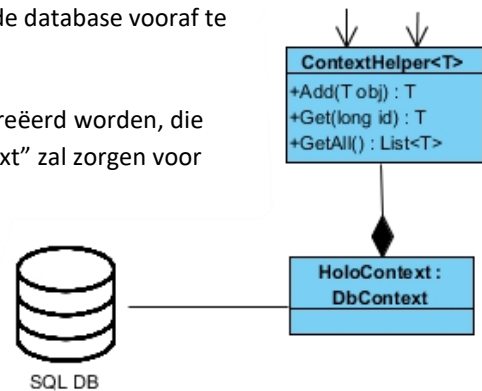 de database vooraf te
reëerd worden, die
xt” zal zorgen voor
ContextHelper<T>
+Add(T obj) : T
+Get(long id) : T
+GetAll() : List<T>
HoloContext :
DbContext
SQL DB